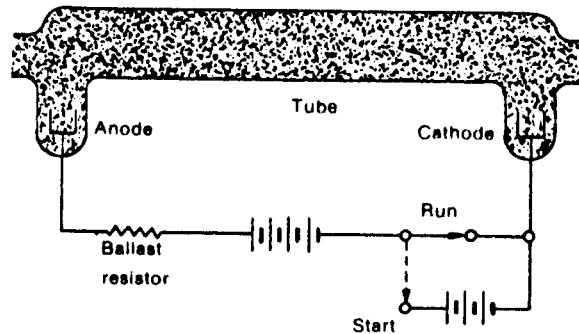 Tube
Anode
Cathode
Run
Ballast
resistor
Start